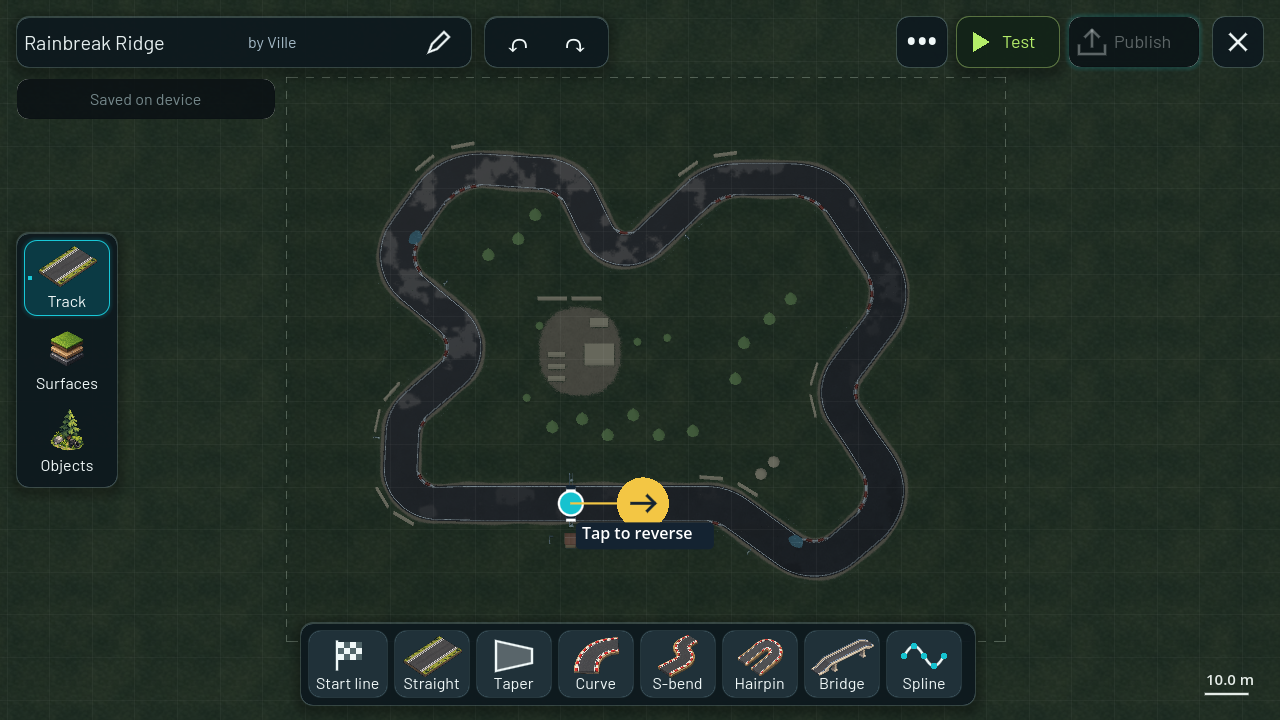 Rainbreak Ridge
by Ville
Test
Publish
Saved on device
Track
Surfaces
Objects
Tap to reverse
Start line
Straight
Taper
Curve
S-bend
Hairpin
Bridge
Spline
10.0 m